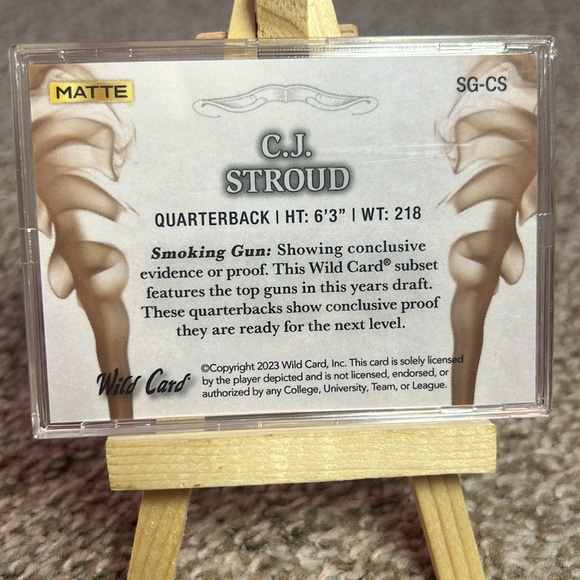 MATTE
SG-CS
C.J.
STROUD
QUARTERBACK | HT: 6'3" | WT: 218
Smoking Gun: Showing conclusive
evidence or proof. This Wild Card® subset
features the top guns in this years draft.
These quarterbacks show conclusive proof
they are ready for the next level.
Wild Card
©Copyright 2023 Wild Card, Inc. This card is solely licensed
by the player depicted and is not licensed, endorsed, or
authorized by any College, University, Team, or League.